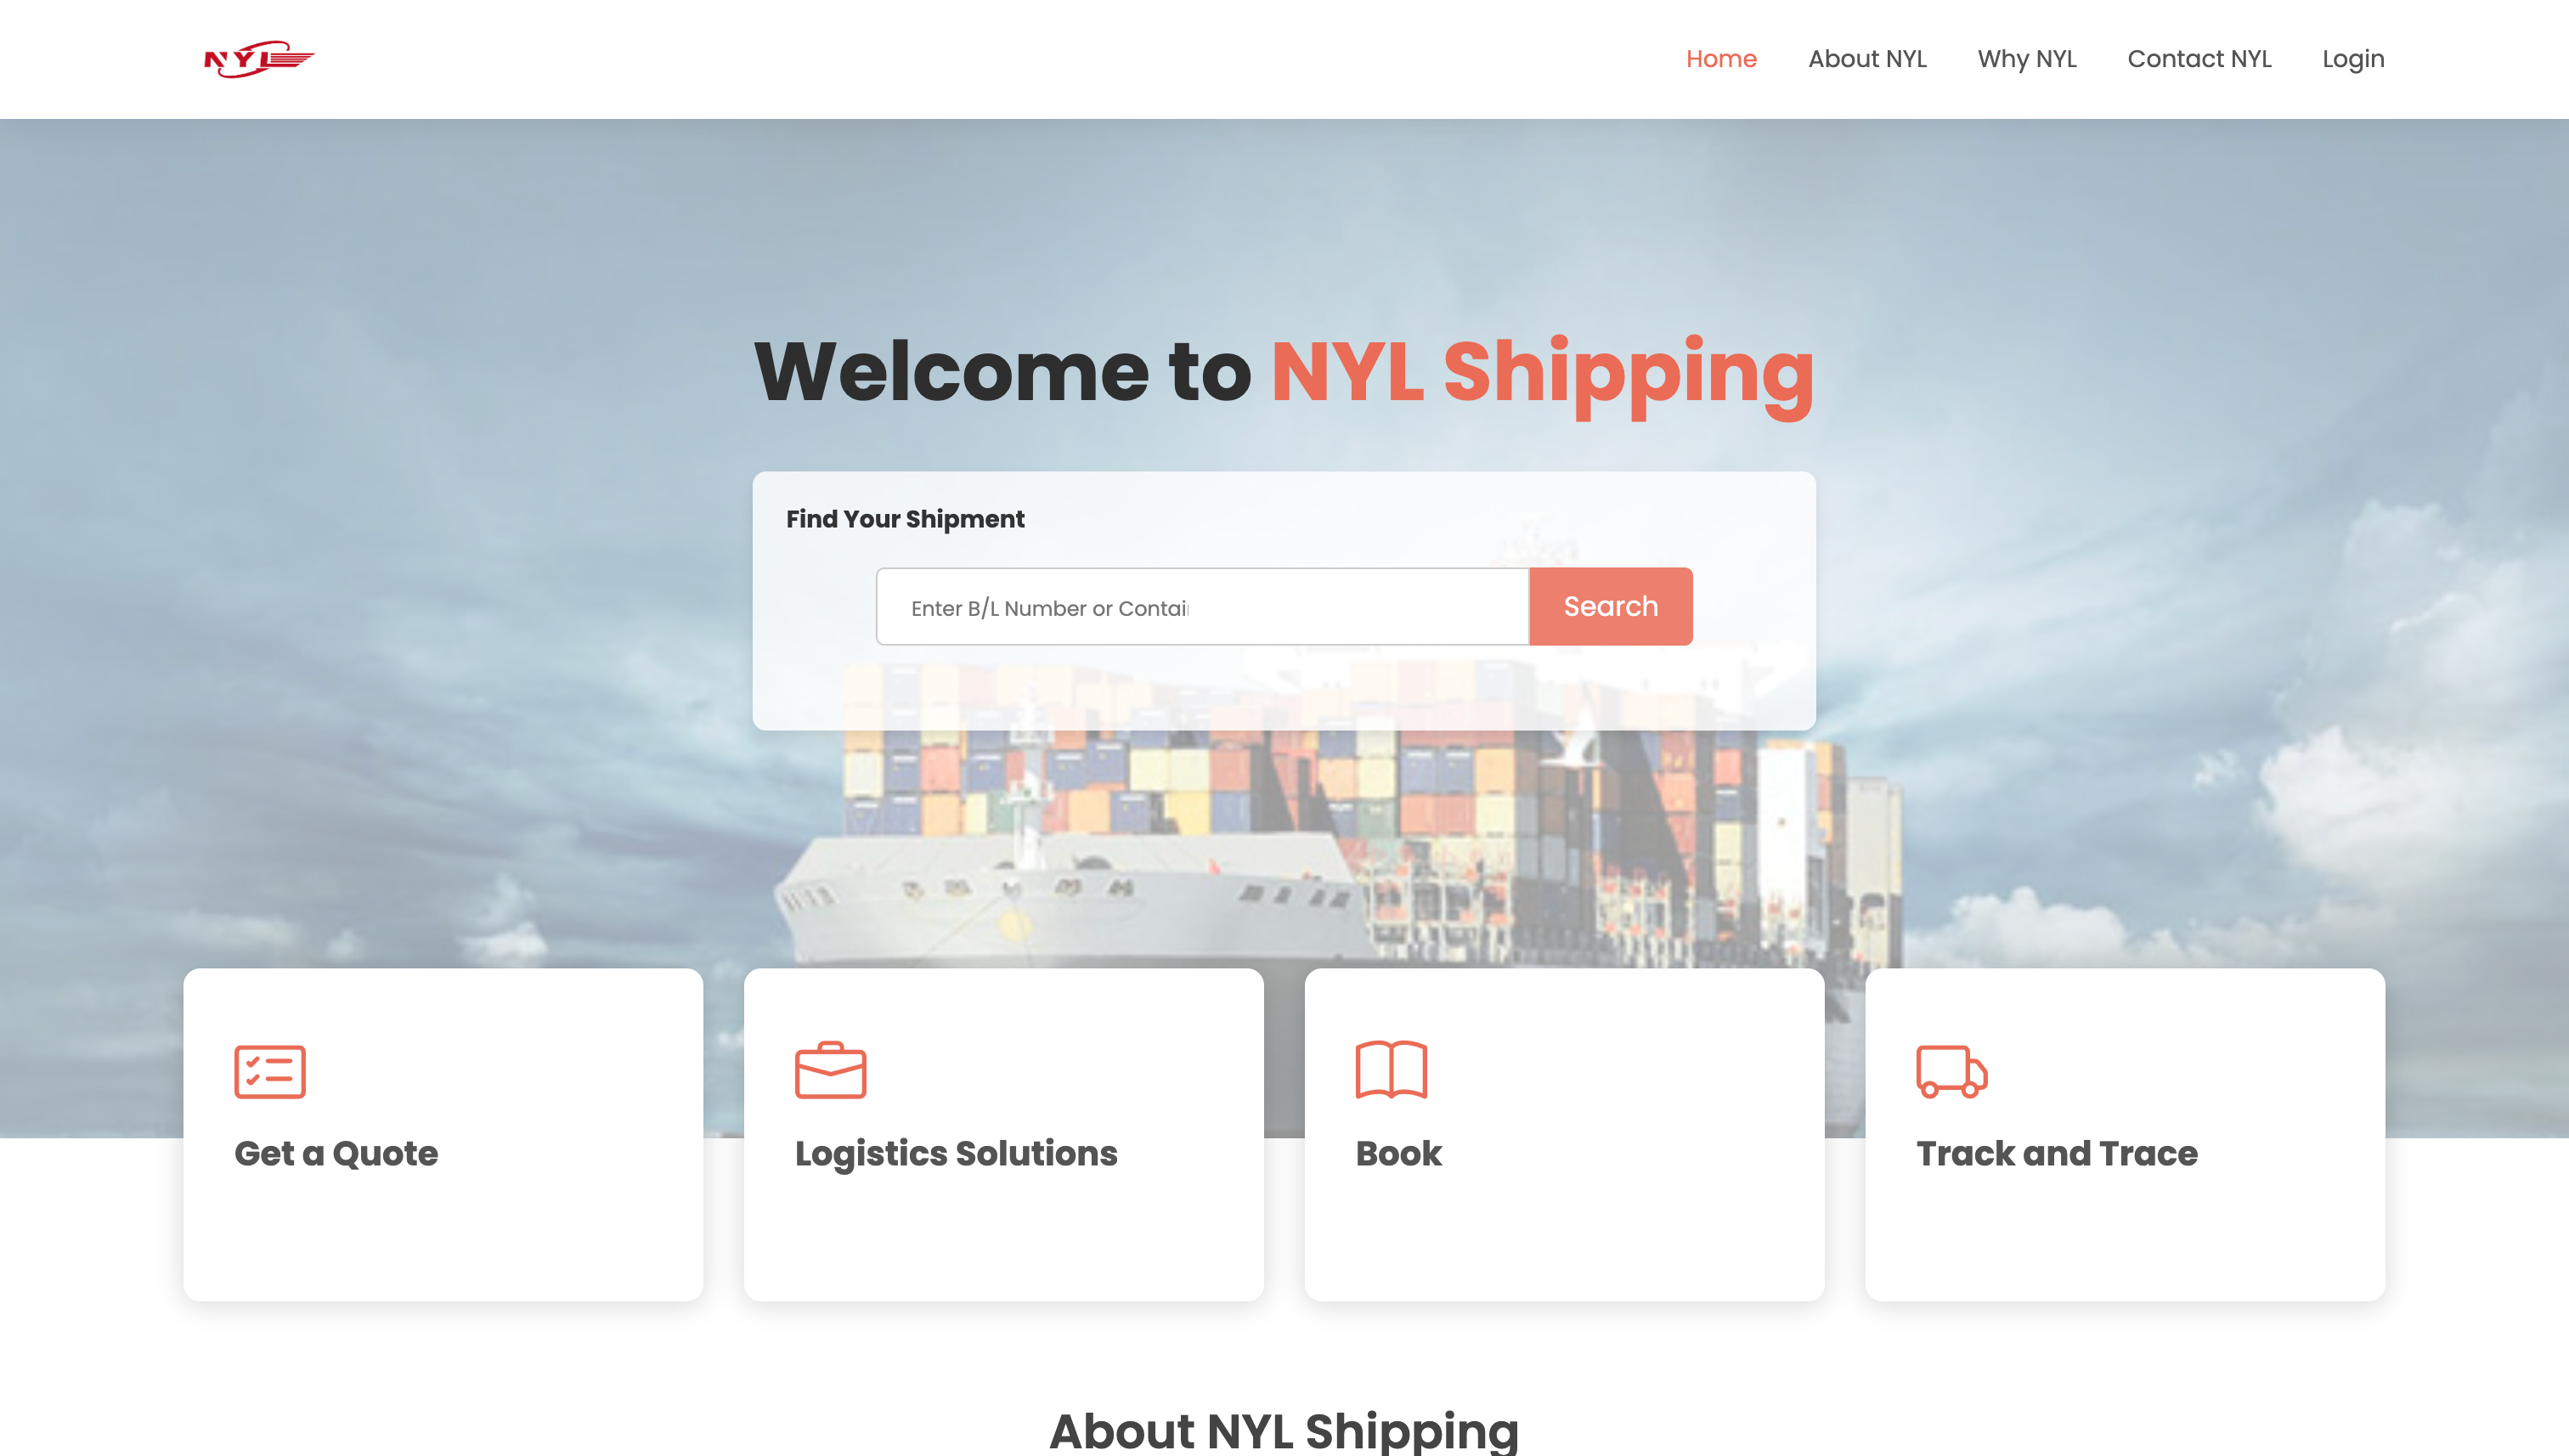 NYL
Home About NYL Why NYL Contact NYL Login
Welcome to NYL Shipping
Find Your Shipment
Enter B/L Number or Contai
Search
Get a Quote
Logistics Solutions
Book
Track and Trace
About NYL Shipping